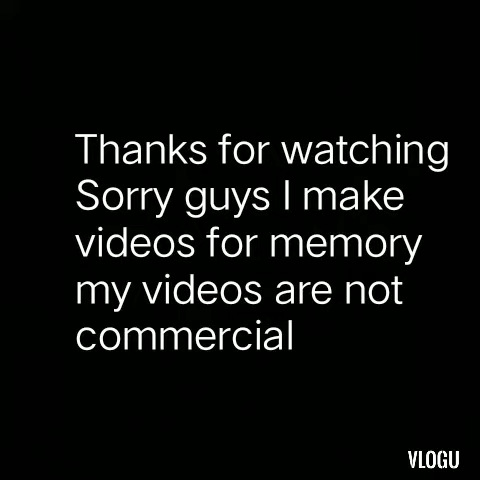 Thanks for watching
Sorry guys I make
videos for memory
my videos are not
commercial
VLOGU